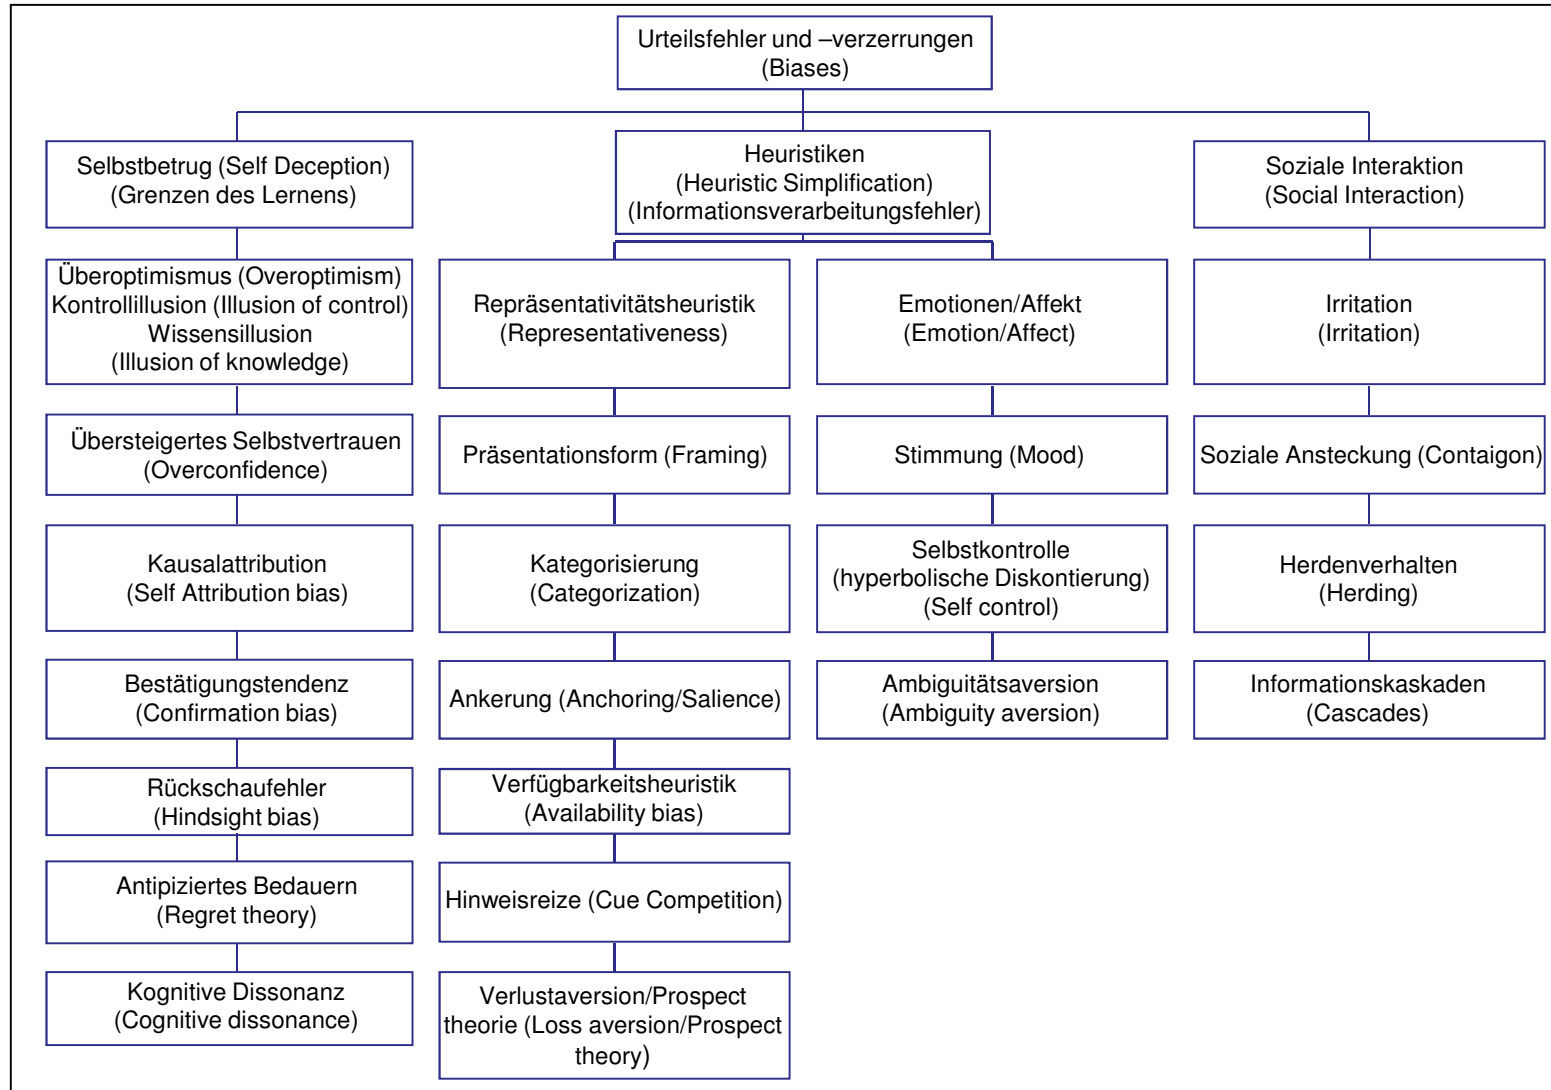 Urteilsfehler und –verzerrungen
(Biases)
Selbstbetrug (Self Deception)
(Grenzen des Lernens)
Heuristiken
(Heuristic Simplification)
(Informationsverarbeitungsfehler)
Soziale Interaktion
(Social Interaction)
Überoptimismus (Overoptimism)
Kontrollillusion (Illusion of control)
Wissensillusion
(Illusion of knowledge)
Repräsentativitätsheuristik
(Representativeness)
Emotionen/Affekt
(Emotion/Affect)
Irritation
(Irritation)
Übersteigertes Selbstvertrauen
(Overconfidence)
Präsentationsform (Framing)
Stimmung (Mood)
Soziale Ansteckung (Contaigon)
Kausalattribution
(Self Attribution bias)
Kategorisierung
(Categorization)
Selbstkontrolle
(hyperbolische Diskontierung)
(Self control)
Herdenverhalten
(Herding)
Bestätigungstendenz
(Confirmation bias)
Ankerung (Anchoring/Salience)
Ambiguitätsaversion
(Ambiguity aversion)
Informationskaskaden
(Cascades)
Rückschaufehler
(Hindsight bias)
Verfügbarkeitsheuristik
(Availability bias)
Antipiziertes Bedauern
(Regret theory)
Hinweisreize (Cue Competition)
Kognitive Dissonanz
(Cognitive dissonance)
Verlustaversion/Prospect
theorie (Loss aversion/Prospect
theory)